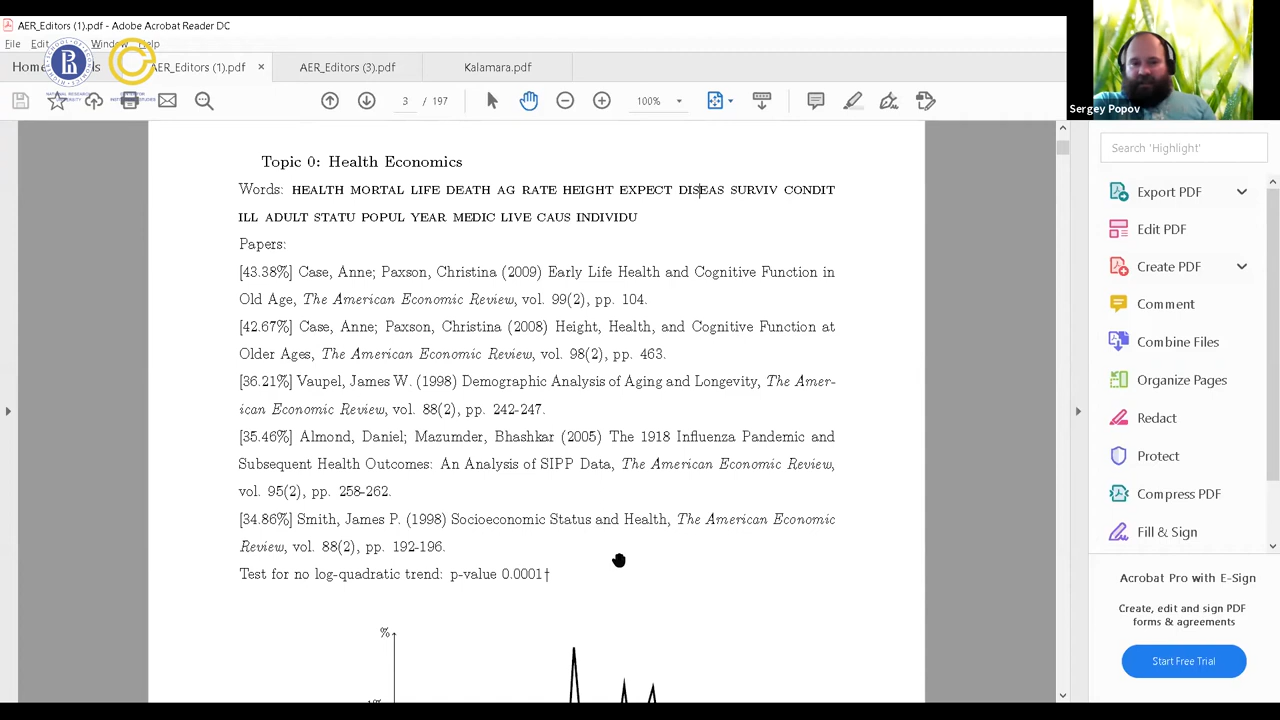 AER_Editors (1).pdf - Adobe Acrobat Reader DC
File Edit Window Help
AER_Editors (1).pdf × AER_Editors (3).pdf Kalamara.pdf
3 / 197 100%
Sergey Popov
Search 'Highlight'
Topic 0: Health Economics
Words: HEALTH MORTAL LIFE DEATH AG RATE HEIGHT EXPECT DISEAS SURVIV CONDIT
ILL ADULT STATU POPUL YEAR MEDIC LIVE CAUS INDIVIDU
Papers:
[43.38%] Case, Anne; Paxson, Christina (2009) Early Life Health and Cognitive Function in
Old Age, The American Economic Review, vol. 99(2), pp. 104.
[42.67%] Case, Anne; Paxson, Christina (2008) Height, Health, and Cognitive Function at
Older Ages, The American Economic Review, vol. 98(2), pp. 463.
[36.21%] Vaupel, James W. (1998) Demographic Analysis of Aging and Longevity, The Amer-
ican Economic Review, vol. 88(2), pp. 242-247.
[35.46%] Almond, Daniel; Mazumder, Bhashkar (2005) The 1918 Influenza Pandemic and
Subsequent Health Outcomes: An Analysis of SIPP Data, The American Economic Review,
vol. 95(2), pp. 258-262.
[34.86%] Smith, James P. (1998) Socioeconomic Status and Health, The American Economic
Review, vol. 88(2), pp. 192-196.
Test for no log-quadratic trend: p-value 0.0001†
%
Export PDF
Edit PDF
Create PDF
Comment
Combine Files
Organize Pages
Redact
Protect
Compress PDF
Fill & Sign
Acrobat Pro with E-Sign
Create, edit and sign PDF
forms & agreements
Start Free Trial